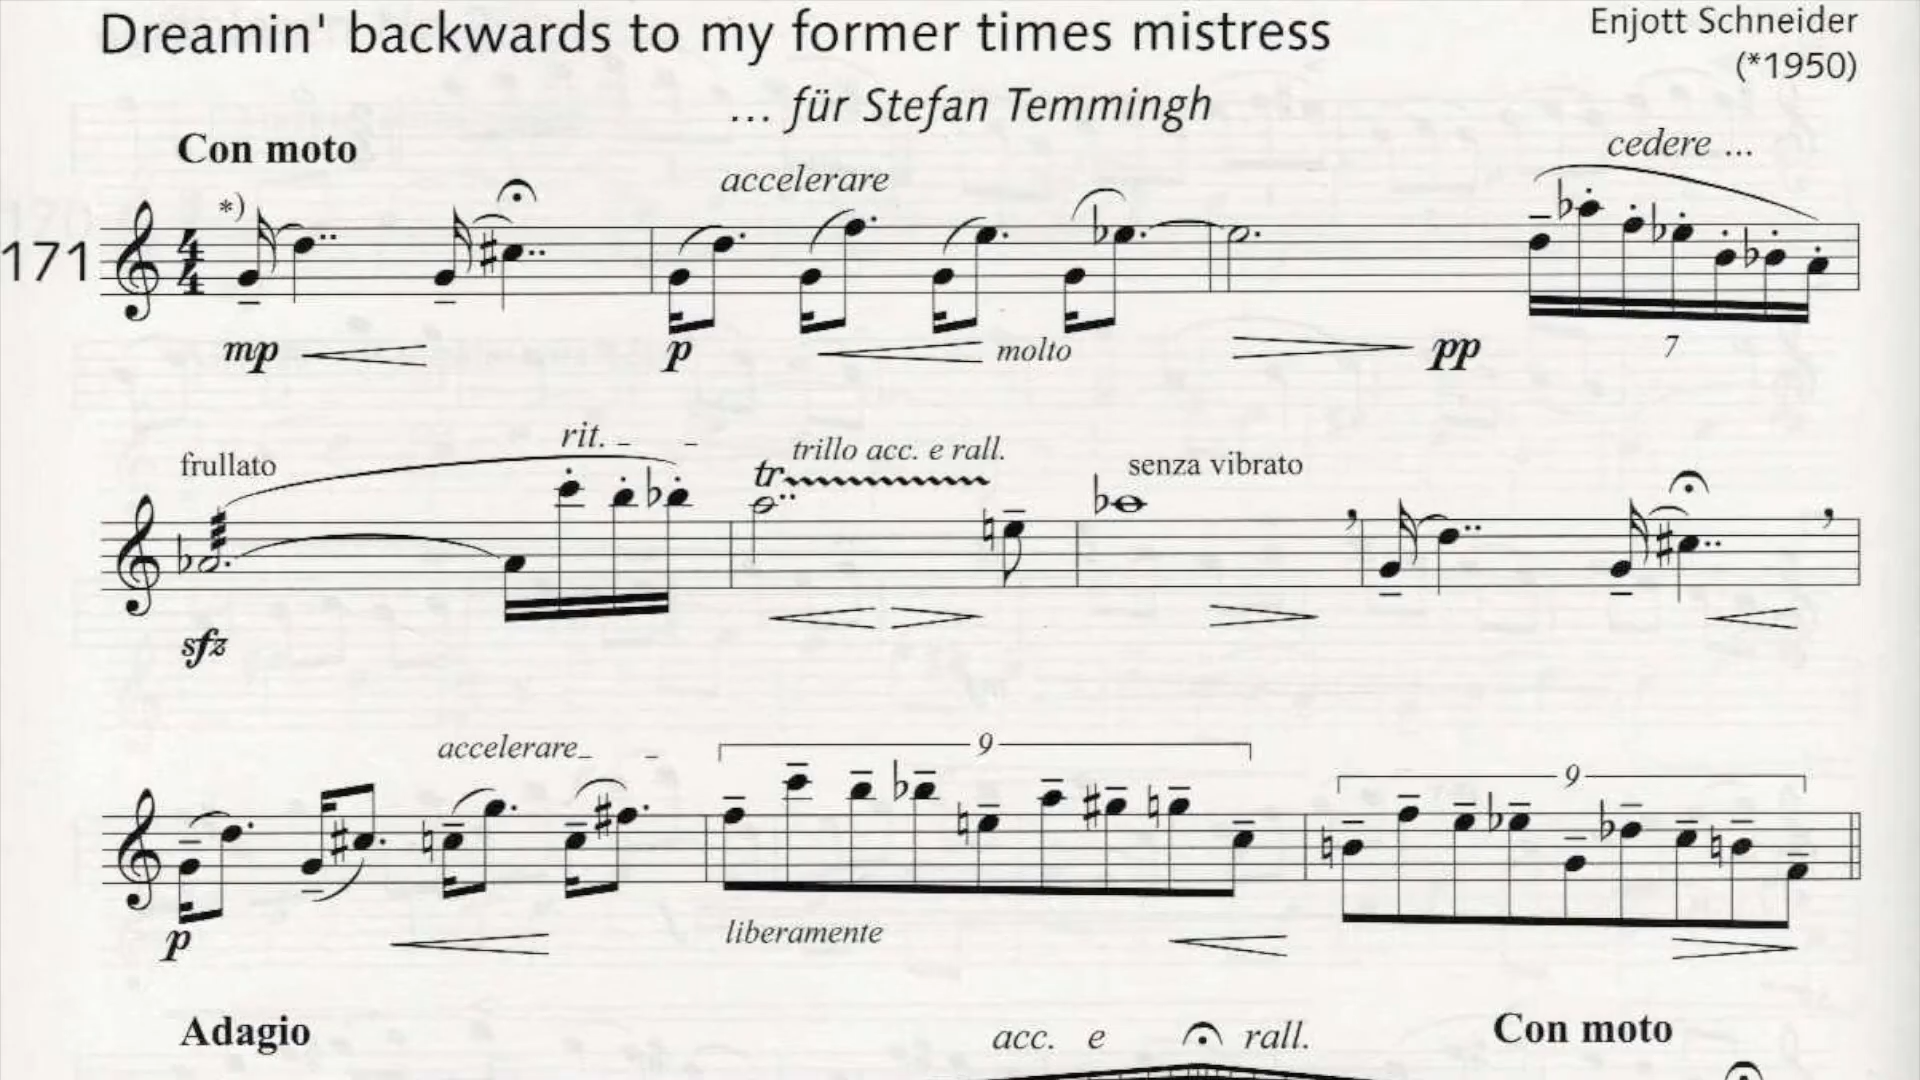 Dreamin' backwards to my former times mistress
Enjott Schneider
(*1950)
... für Stefan Temmingh
Con moto
cedere ...
accelerare
*)
171
4
4
mp
p
molto
pp
7
rit.
frullato
tr
trillo acc. e rall.
senza vibrato
sfz
accelerare
9
9
p
liberamente
Adagio
acc. e rall.
Con moto